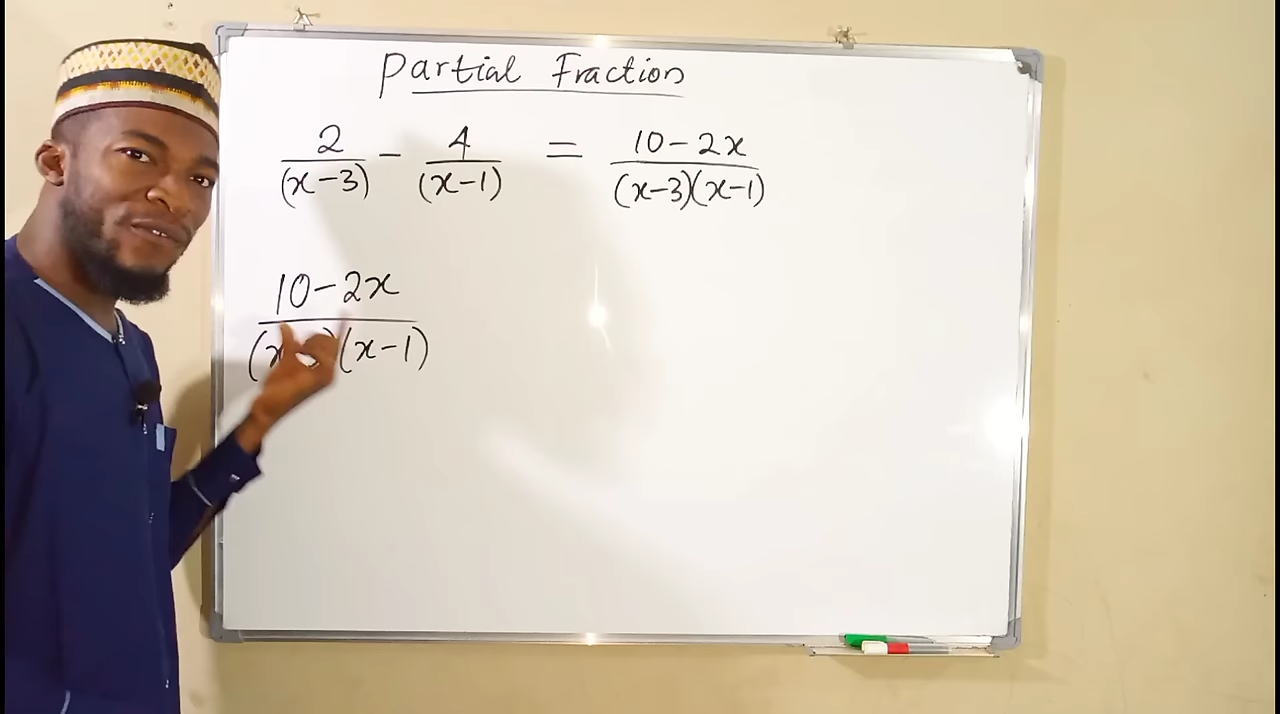 Partial Fraction
2/(x-3) - 4/(x-1) = 10-2x/(x-3)(x-1)
10-2x
(x )(x-1)